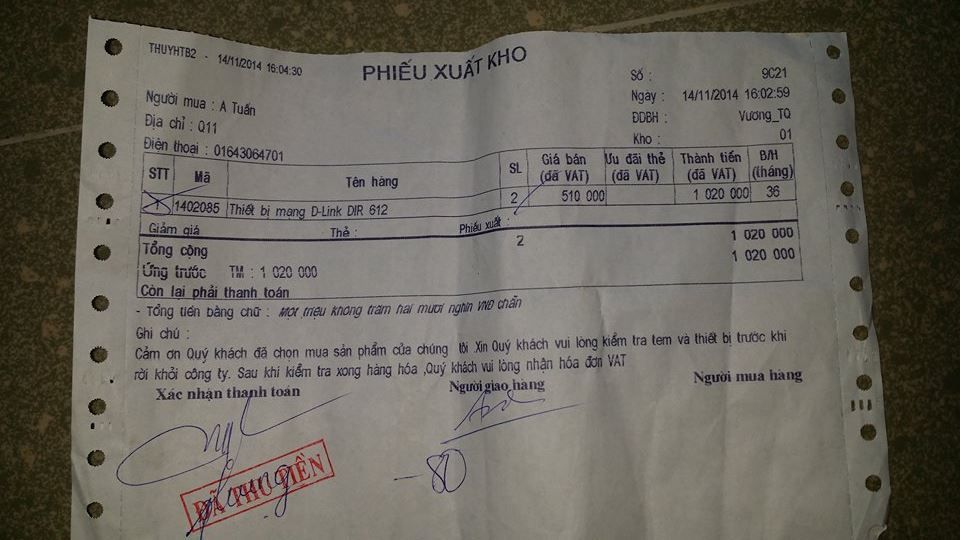 THUYHTB2 - 14/11/2014 16:04:30
PHIẾU XUẤT KHO
Số : 9C21
Ngày : 14/11/2014 16:02:59
ĐDBH : Vương_TQ
Kho : 01
Người mua : A Tuấn
Địa chỉ : Q11
Điện thoại : 01643064701
STT Mã Tên hàng SL Giá bán (đã VAT) Ưu đãi thẻ (đã VAT) Thành tiền (đã VAT) B/H (tháng)
1402085 Thiết bị mạng D-Link DIR 612 2 510 000 1 020 000 36
Giảm giá Thẻ : Phiếu xuất :
Tổng cộng 2 1 020 000
Ứng trước TM : 1 020 000 1 020 000
Còn lại phải thanh toán
- Tổng tiền bằng chữ : Một triệu không trăm hai mươi nghìn VNĐ chẵn
Ghi chú :
Cảm ơn Quý khách đã chọn mua sản phẩm của chúng tôi .Xin Quý khách vui lòng kiểm tra tem và thiết bị trước khi
rời khỏi công ty. Sau khi kiểm tra xong hàng hóa ,Quý khách vui lòng nhận hóa đơn VAT
Xác nhận thanh toán Người giao hàng Người mua hàng
ĐÃ THU TIỀN
-80